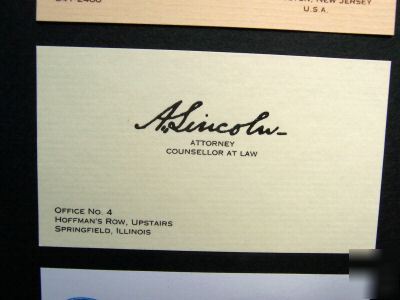 NEW JERSEY
U.S.A.
A. Lincoln
ATTORNEY
COUNSELLOR AT LAW
OFFICE NO. 4
HOFFMAN'S ROW, UPSTAIRS
SPRINGFIELD, ILLINOIS